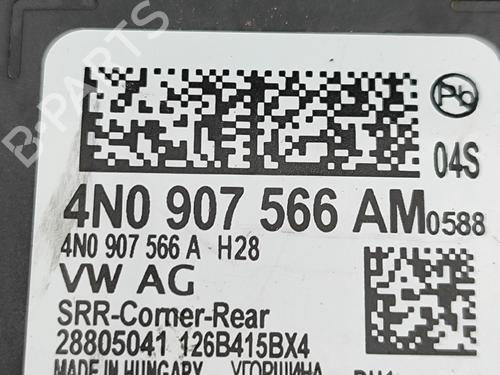 B-PARTS
Pb
04S
4N0 907 566 AM 0588
4N0 907 566 A H28
VW AG
SRR-Corner-Rear
28805041 126B415BX4
MADE IN HUNGARY УГОРЩИНА